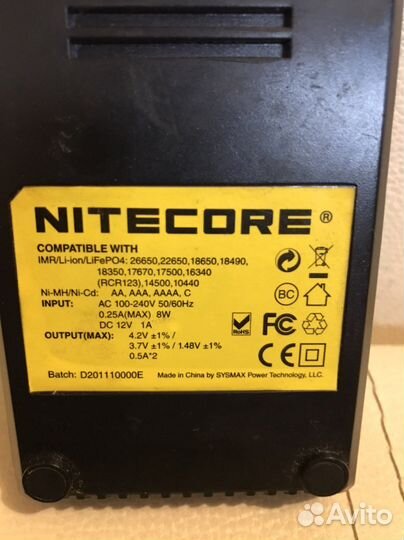 NITECORE®
COMPATIBLE WITH
IMR/Li-ion/LiFePO4: 26650,22650,18650,18490,
18350,17670,17500,16340
(RCR123),14500,10440
Ni-MH/Ni-Cd: AA, AAA, AAAA, C
INPUT: AC 100-240V 50/60Hz
0.25A(MAX) 8W
DC 12V 1A
OUTPUT(MAX): 4.2V ±1% /
3.7V ±1% / 1.48V ±1%
0.5A*2
RoHS
FC
BC
CE
Batch: D201110000E
Made in China by SYSMAX Power Technology, LLC.
Avito